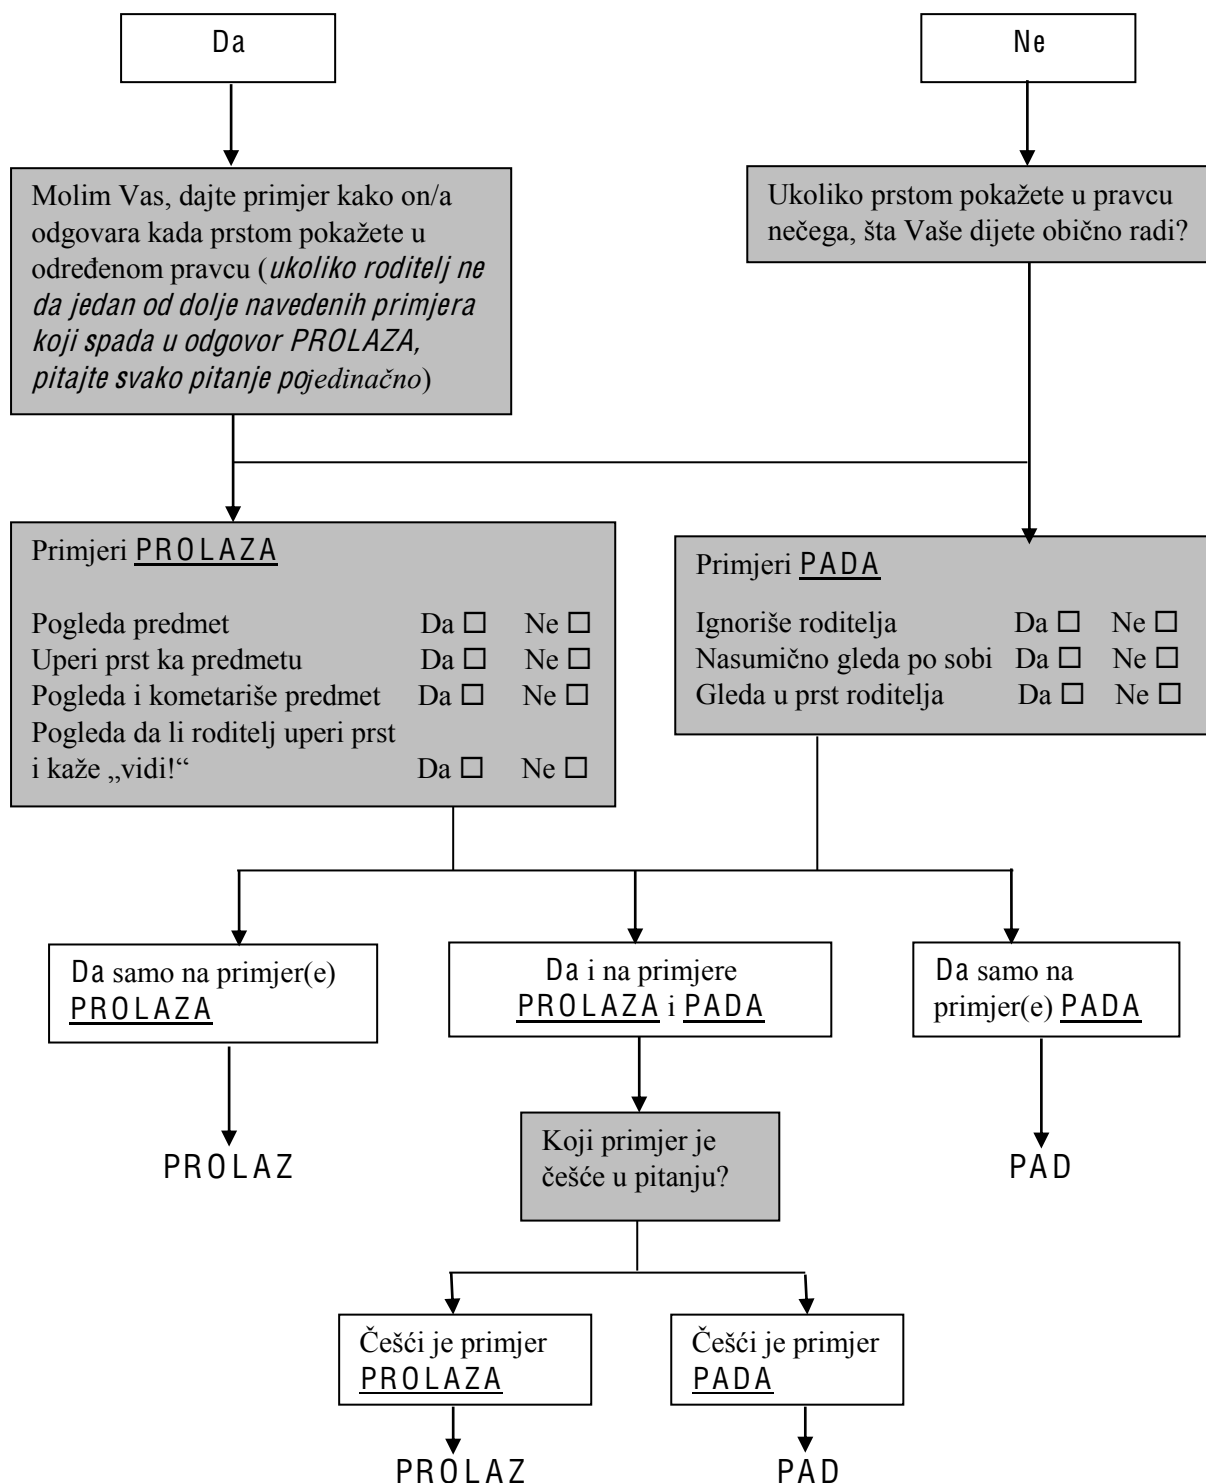 Da
Ne
Molim Vas, dajte primjer kako on/a
odgovara kada prstom pokažete u
određenom pravcu (ukoliko roditelj ne
da jedan od dolje navedenih primjera
koji spada u odgovor PROLAZA,
pitajte svako pitanje pojedinačno)
Ukoliko prstom pokažete u pravcu
nečega, šta Vaše dijete obično radi?
Primjeri PROLAZA
Pogleda predmet Da □ Ne □
Uperi prst ka predmetu Da □ Ne □
Pogleda i kometariše predmet Da □ Ne □
Pogleda da li roditelj uperi prst
i kaže „vidi!“ Da □ Ne □
Primjeri PADA
Ignoriše roditelja Da □ Ne □
Nasumično gleda po sobi Da □ Ne □
Gleda u prst roditelja Da □ Ne □
Da samo na primjer(e)
PROLAZA
Da i na primjere
PROLAZA i PADA
Da samo na
primjer(e) PADA
PROLAZ
Koji primjer je
češće u pitanju?
PAD
Češći je primjer
PROLAZA
Češći je primjer
PADA
PROLAZ
PAD